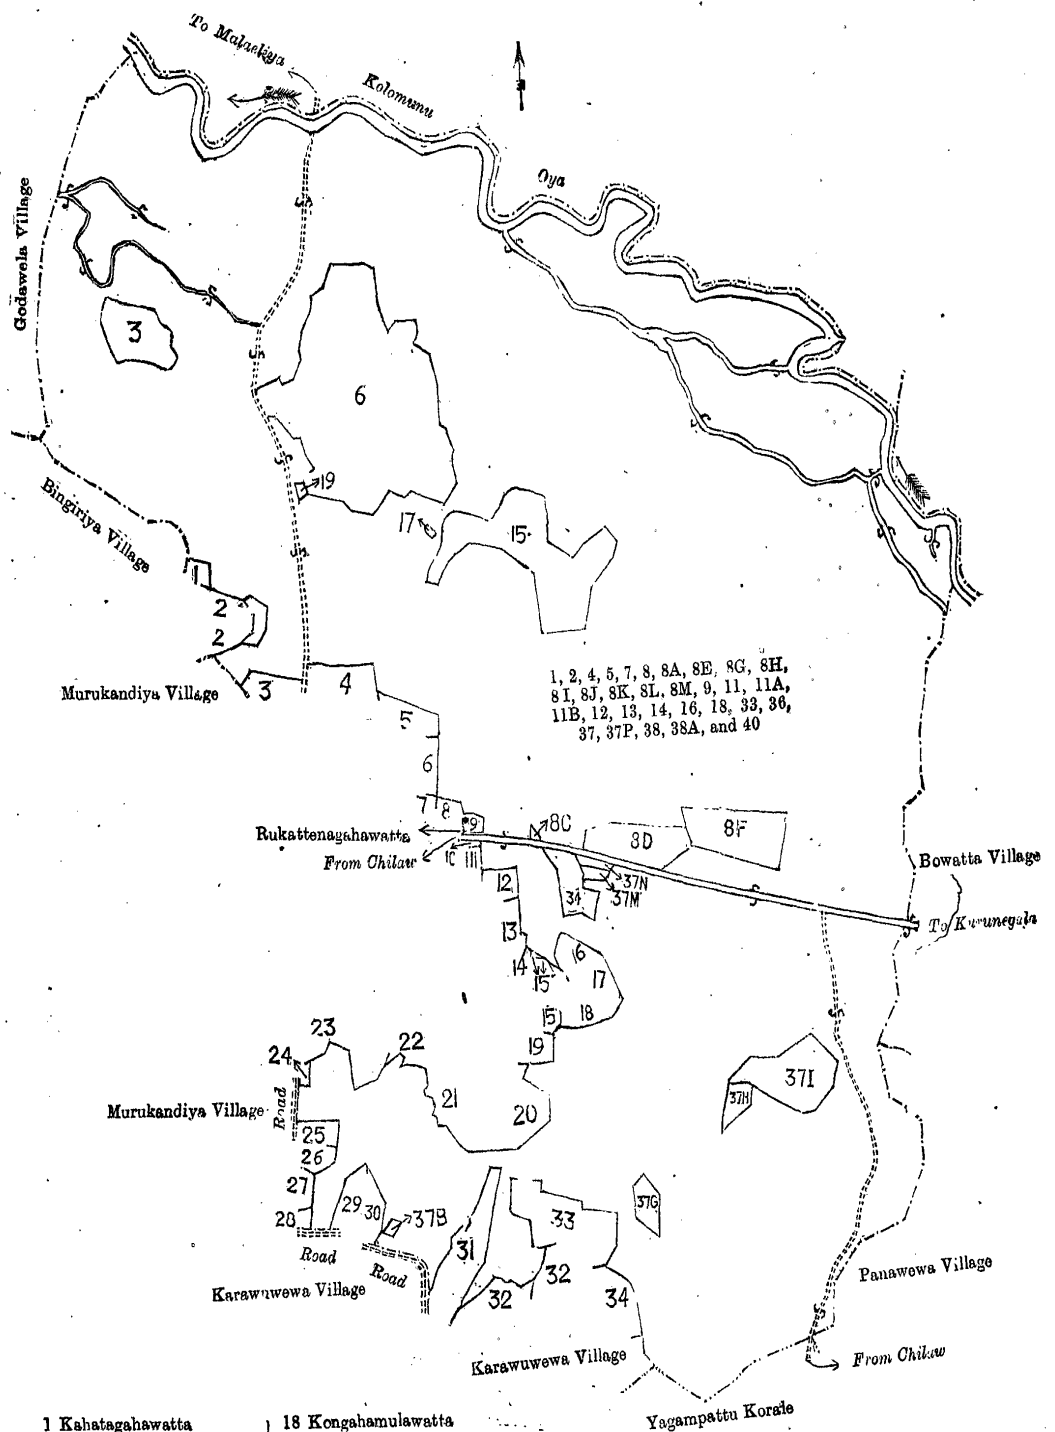 To Malaekya
Kolomunu
Oya
Godawela Village
3
6
19
17
15
Bingiriya Village
1
2
2
Murukandiya Village
3
4
5
6
1, 2, 4, 5, 7, 8, 8A, 8E, 8G, 8H,
8I, 8J, 8K, 8L, 8M, 9, 11, 11A,
11B, 12, 13, 14, 16, 18, 33, 36,
37, 37P, 38, 38A, and 40
7
8
9
8C
8D
8F
Rukattenagahawatta
From Chilaw
12
34
37N
37M
Bowatta Village
To Kurunegala
13
14
15
16
17
18
15
19
20
21
22
23
24
Road
Murukandiya Village
25
26
27
28
29
30
37B
Road
Road
Karawuwewa Village
31
32
33
32
34
37G
37H
37I
Panawewa Village
Karawuwewa Village
From Chilaw
Yagampattu Korale
1 Kahatagahawatta
18 Kongahamulawatta